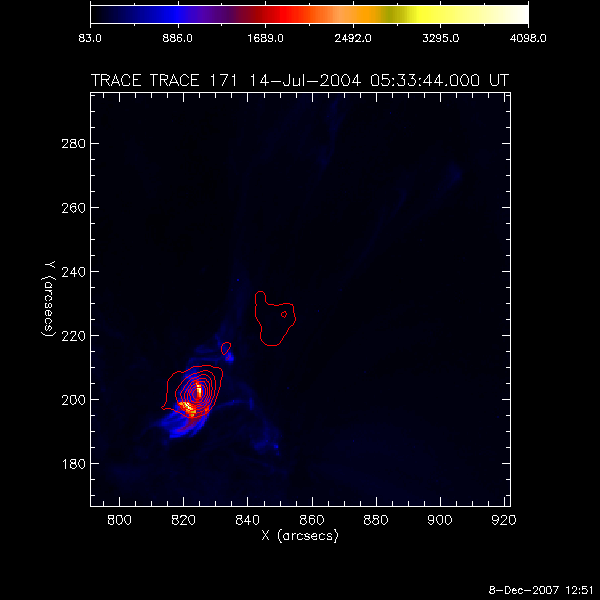 83.0 886.0 1689.0 2492.0 3295.0 4098.0
TRACE TRACE 171 14-Jul-2004 05:33:44.000 UT
280
260
240
220
200
180
Y (arcsecs)
800 820 840 860 880 900 920
X (arcsecs)
8-Dec-2007 12:51